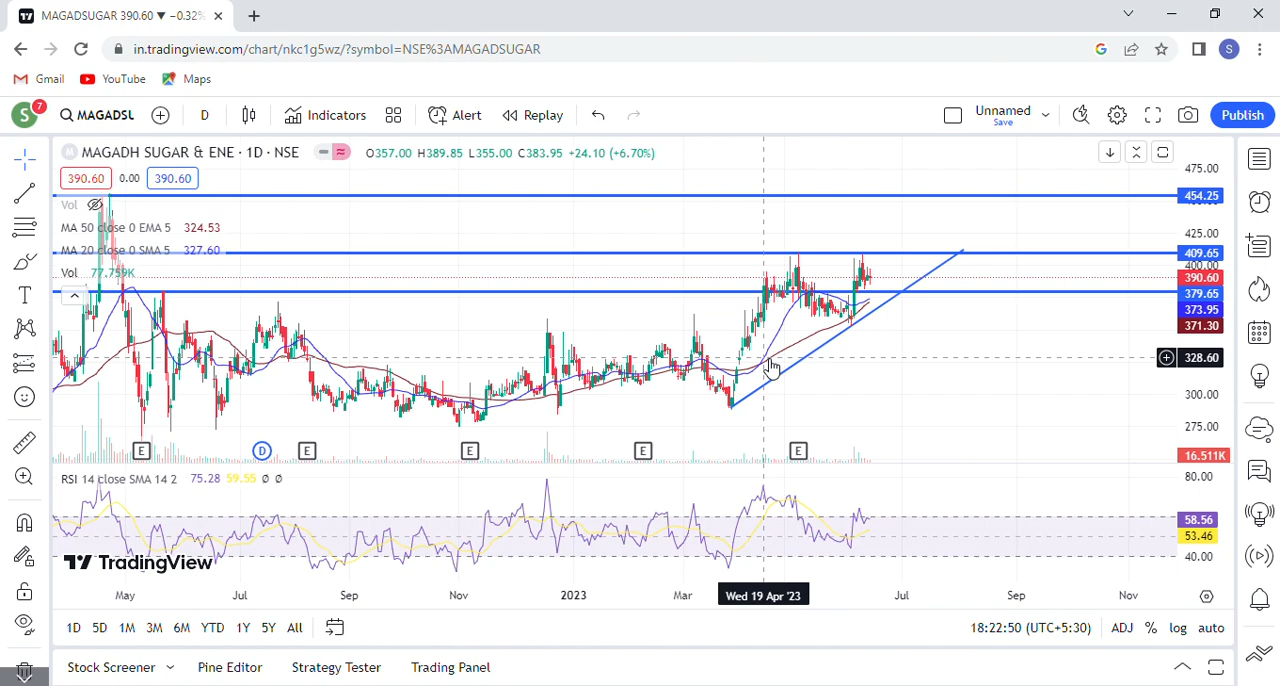 MAGADSUGAR 390.60 ▼ −0.32%
in.tradingview.com/chart/nkc1g5wz/?symbol=NSE%3AMAGADSUGAR
S
Gmail YouTube Maps
S 7 MAGADSU D Indicators Alert Replay Unnamed Save Publish
M MAGADH SUGAR & ENE · 1D · NSE O357.00 H389.85 L355.00 C383.95 +24.10 (+6.70%)
390.60 0.00 390.60
Vol
MA 50 close 0 EMA 5 324.53
MA 20 close 0 SMA 5 327.60
Vol 77.759K
475.00
454.25
425.00
409.65
400.00
390.60
379.65
373.95
371.30
328.60
300.00
275.00
16.511K
E D E E E E
RSI 14 close SMA 14 2 75.28 59.55 Ø Ø
80.00
58.56
53.46
40.00
TradingView
May Jul Sep Nov 2023 Mar Wed 19 Apr '23 Jul Sep Nov
1D 5D 1M 3M 6M YTD 1Y 5Y All 18:22:50 (UTC+5:30) ADJ % log auto
Stock Screener Pine Editor Strategy Tester Trading Panel